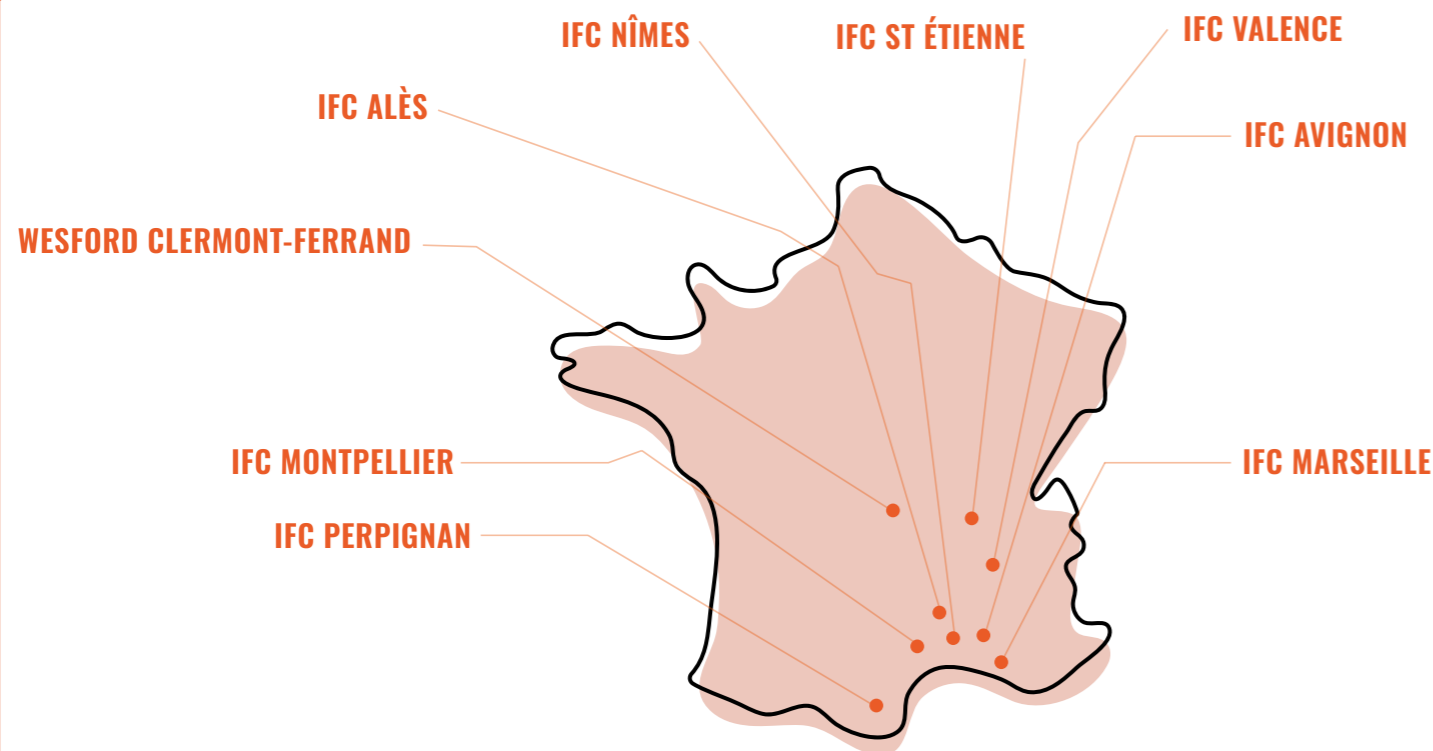 IFC NÎMES
IFC ST ÉTIENNE
IFC VALENCE
IFC ALÈS
IFC AVIGNON
WESFORD CLERMONT-FERRAND
IFC MONTPELLIER
IFC MARSEILLE
IFC PERPIGNAN